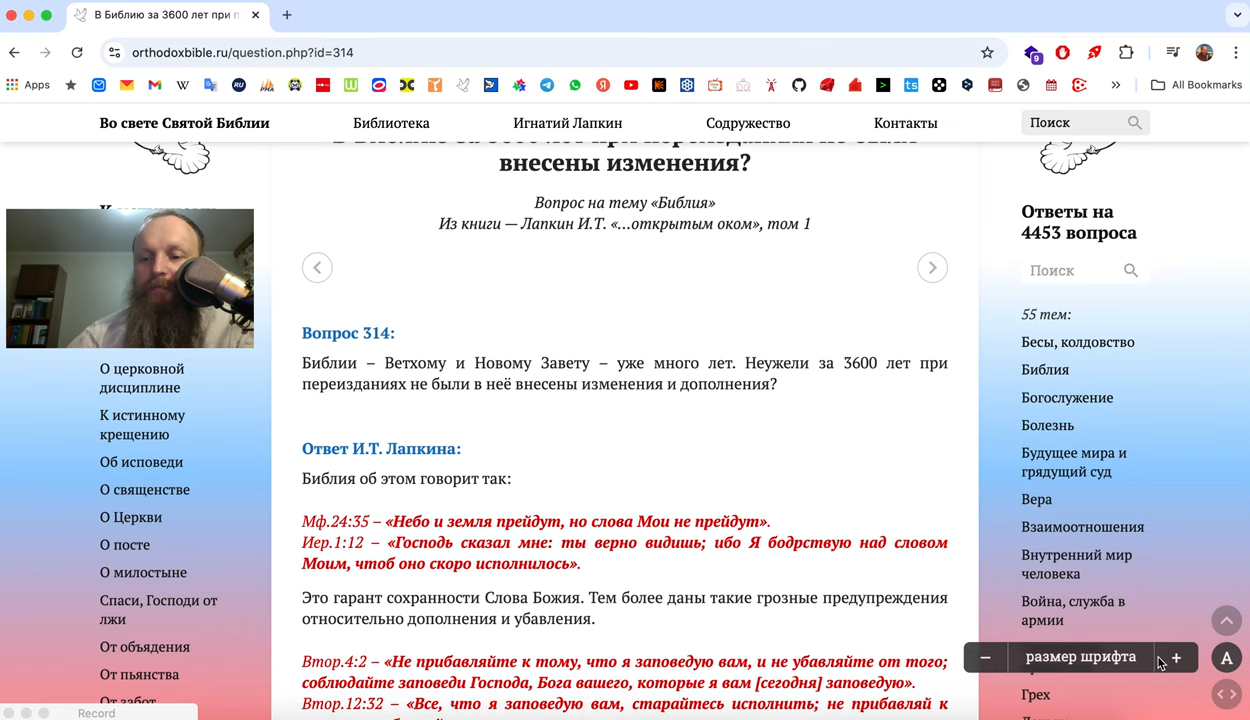 В Библию за 3600 лет при п
orthodoxbible.ru/question.php?id=314
Apps
All Bookmarks
Во свете Святой Библии
Библиотека
Игнатий Лапкин
Содружество
Контакты
Поиск
внесены изменения?
Вопрос на тему «Библия»
Из книги — Лапкин И.Т. «...открытым оком», том 1
Вопрос 314:
Библии – Ветхому и Новому Завету – уже много лет. Неужели за 3600 лет при
переизданиях не были в неё внесены изменения и дополнения?
Ответ И.Т. Лапкина:
Библия об этом говорит так:
Мф.24:35 – «Небо и земля прейдут, но слова Мои не прейдут».
Иер.1:12 – «Господь сказал мне: ты верно видишь; ибо Я бодрствую над словом
Моим, чтоб оно скоро исполнилось».
Это гарант сохранности Слова Божия. Тем более даны такие грозные предупреждения
относительно дополнения и убавления.
Втор.4:2 – «Не прибавляйте к тому, что я заповедую вам, и не убавляйте от того;
соблюдайте заповеди Господа, Бога вашего, которые я вам [сегодня] заповедую».
Втор.12:32 – «Все, что я заповедую вам, старайтесь исполнить; не прибавляй к
О церковной
дисциплине
К истинному
крещению
Об исповеди
О священстве
О Церкви
О посте
О милостыне
Спаси, Господи от
лжи
От объядения
От пьянства
От забот
Record
Ответы на
4453 вопроса
Поиск
55 тем:
Бесы, колдовство
Библия
Богослужение
Болезнь
Будущее мира и
грядущий суд
Вера
Взаимоотношения
Внутренний мир
человека
Война, служба в
армии
− размер шрифта +
A
Грех